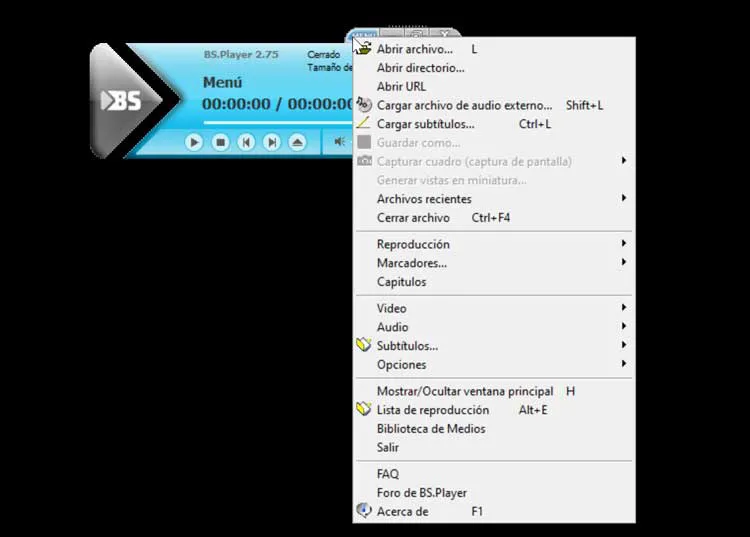 MENU
BS.Player 2.75
Cerrado
Tamaño de
BS
Menú
00:00:00 / 00:00:00
Abrir archivo... L
Abrir directorio...
Abrir URL
Cargar archivo de audio externo... Shift+L
Cargar subtítulos... Ctrl+L
Guardar como...
Capturar cuadro (captura de pantalla)
Generar vistas en miniatura...
Archivos recientes
Cerrar archivo Ctrl+F4
Reproducción
Marcadores...
Capitulos
Video
Audio
Subtítulos...
Opciones
Mostrar/Ocultar ventana principal H
Lista de reproducción Alt+E
Biblioteca de Medios
Salir
FAQ
Foro de BS.Player
Acerca de F1